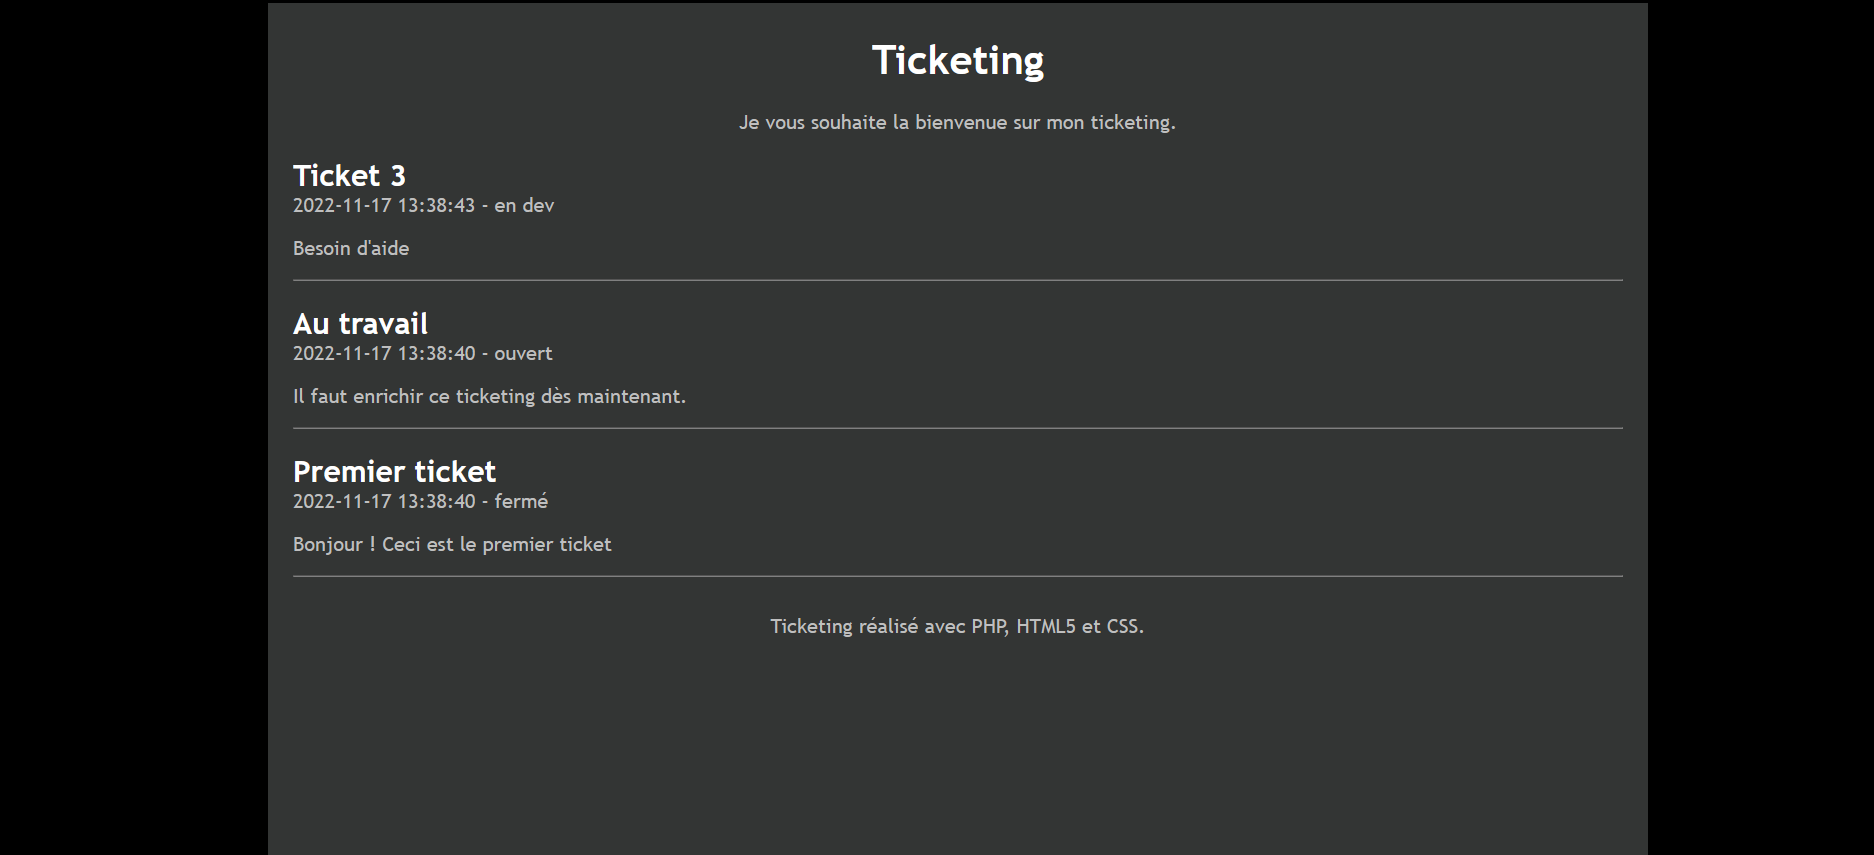 Ticketing
Je vous souhaite la bienvenue sur mon ticketing.
Ticket 3
2022-11-17 13:38:43 - en dev
Besoin d'aide
Au travail
2022-11-17 13:38:40 - ouvert
Il faut enrichir ce ticketing dès maintenant.
Premier ticket
2022-11-17 13:38:40 - fermé
Bonjour ! Ceci est le premier ticket
Ticketing réalisé avec PHP, HTML5 et CSS.